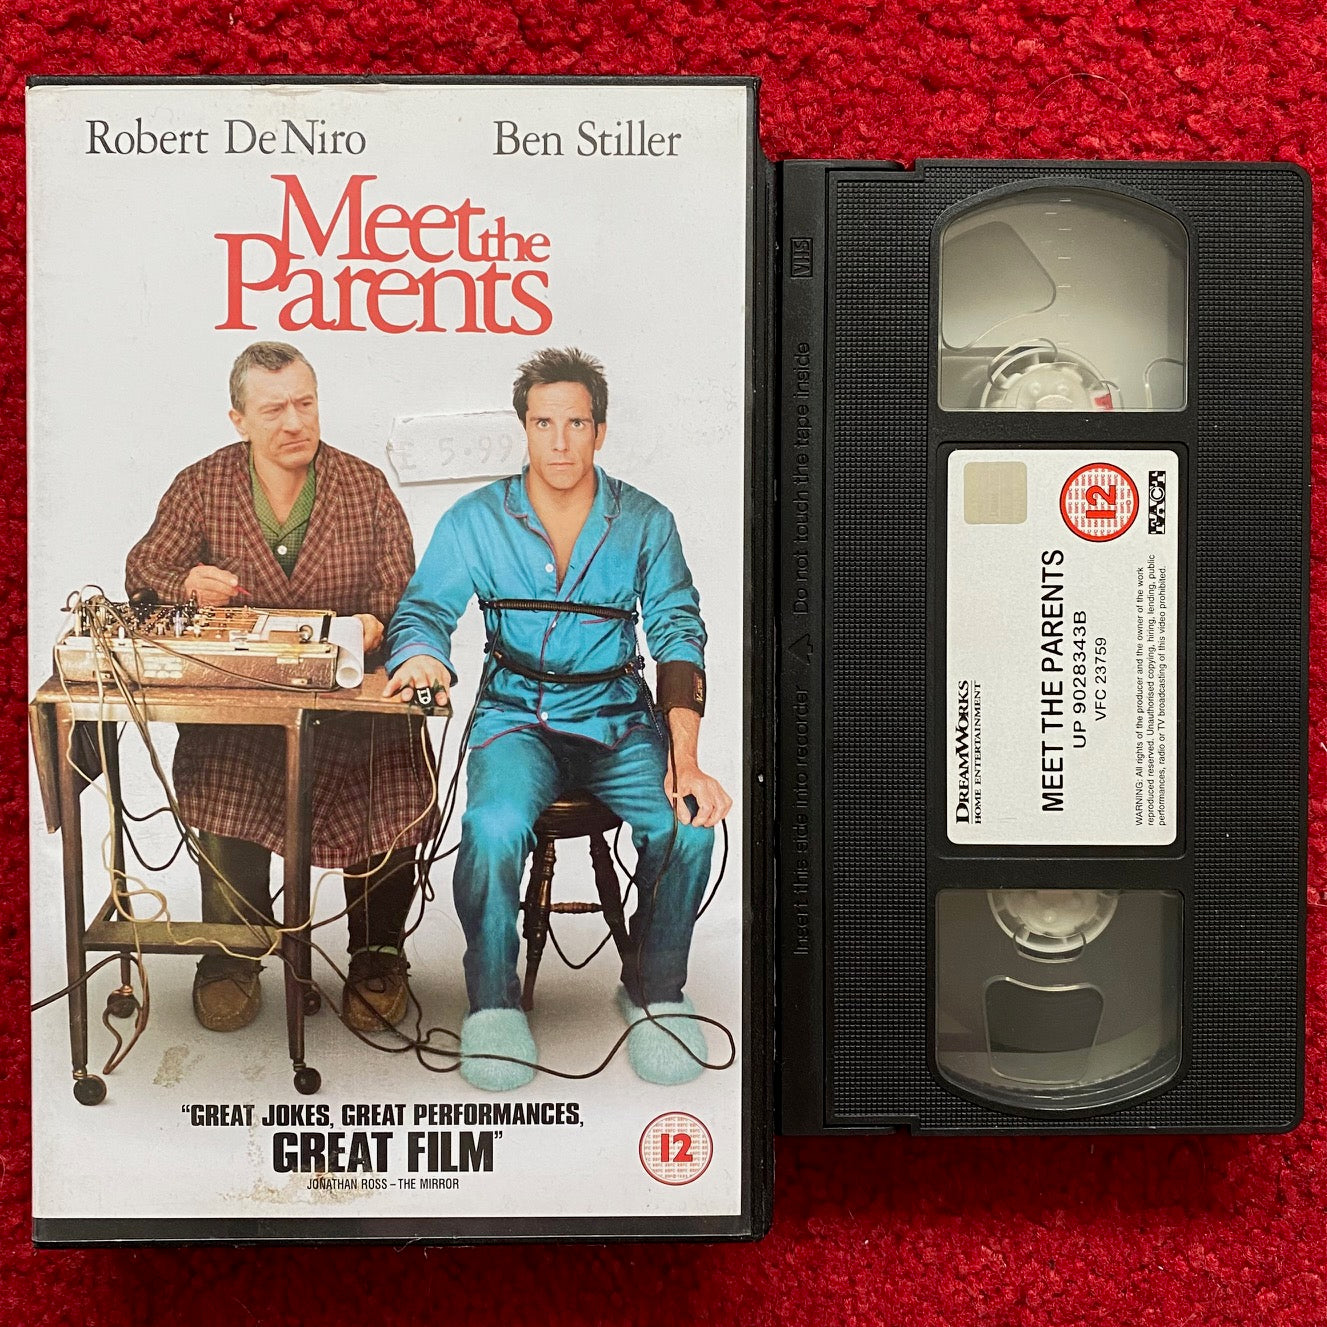 Robert De Niro
Ben Stiller
Meet the
Parents
£ 5.99
"GREAT JOKES, GREAT PERFORMANCES,
GREAT FILM"
JONATHAN ROSS – THE MIRROR
12
VHS
Insert this side into recorder ▲ Do not touch the tape inside
12
FACT
DREAMWORKS
HOME ENTERTAINMENT
MEET THE PARENTS
UP 9028343B
VFC 23759
WARNING: All rights of the producer and the owner of the work
reproduced reserved. Unauthorised copying, hiring, lending, public
performances, radio or TV broadcasting of this video prohibited.